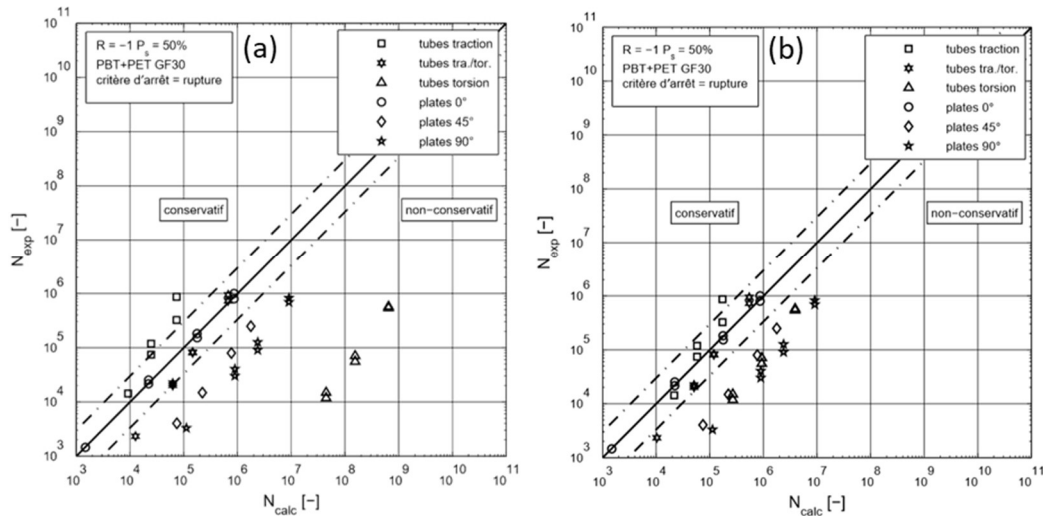 (a)
R = −1 P_s = 50%
PBT+PET GF30
critère d'arrêt = rupture
tubes traction
tubes tra./tor.
tubes torsion
plates 0°
plates 45°
plates 90°
conservatif
non−conservatif
N_exp [−]
10^11
10^10
10^9
10^8
10^7
10^6
10^5
10^4
10^3
10^3 10^4 10^5 10^6 10^7 10^8 10^9 10^10 10^11
N_calc [−]
(b)
R = −1 P_s = 50%
PBT+PET GF30
critère d'arrêt = rupture
tubes traction
tubes tra./tor.
tubes torsion
plates 0°
plates 45°
plates 90°
conservatif
non−conservatif
N_exp [−]
10^11
10^10
10^9
10^8
10^7
10^6
10^5
10^4
10^3
10^3 10^4 10^5 10^6 10^7 10^8 10^9 10^10 10^11
N_calc [−]